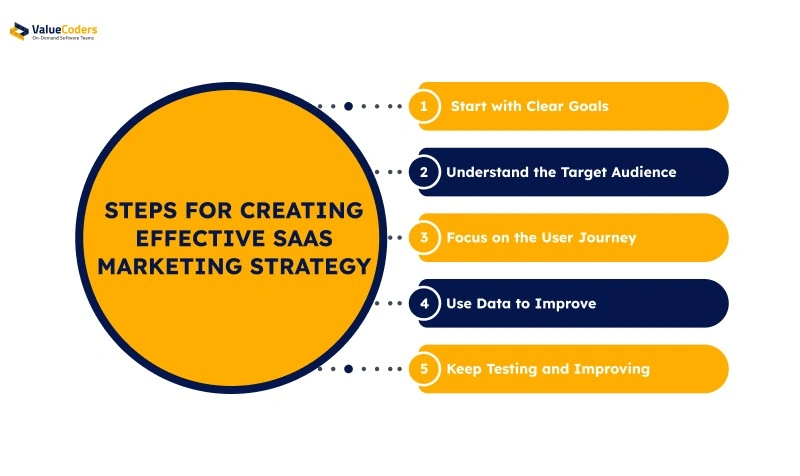 ValueCoders
On-Demand Software Teams
STEPS FOR CREATING
EFFECTIVE SAAS
MARKETING STRATEGY
1 Start with Clear Goals
2 Understand the Target Audience
3 Focus on the User Journey
4 Use Data to Improve
5 Keep Testing and Improving